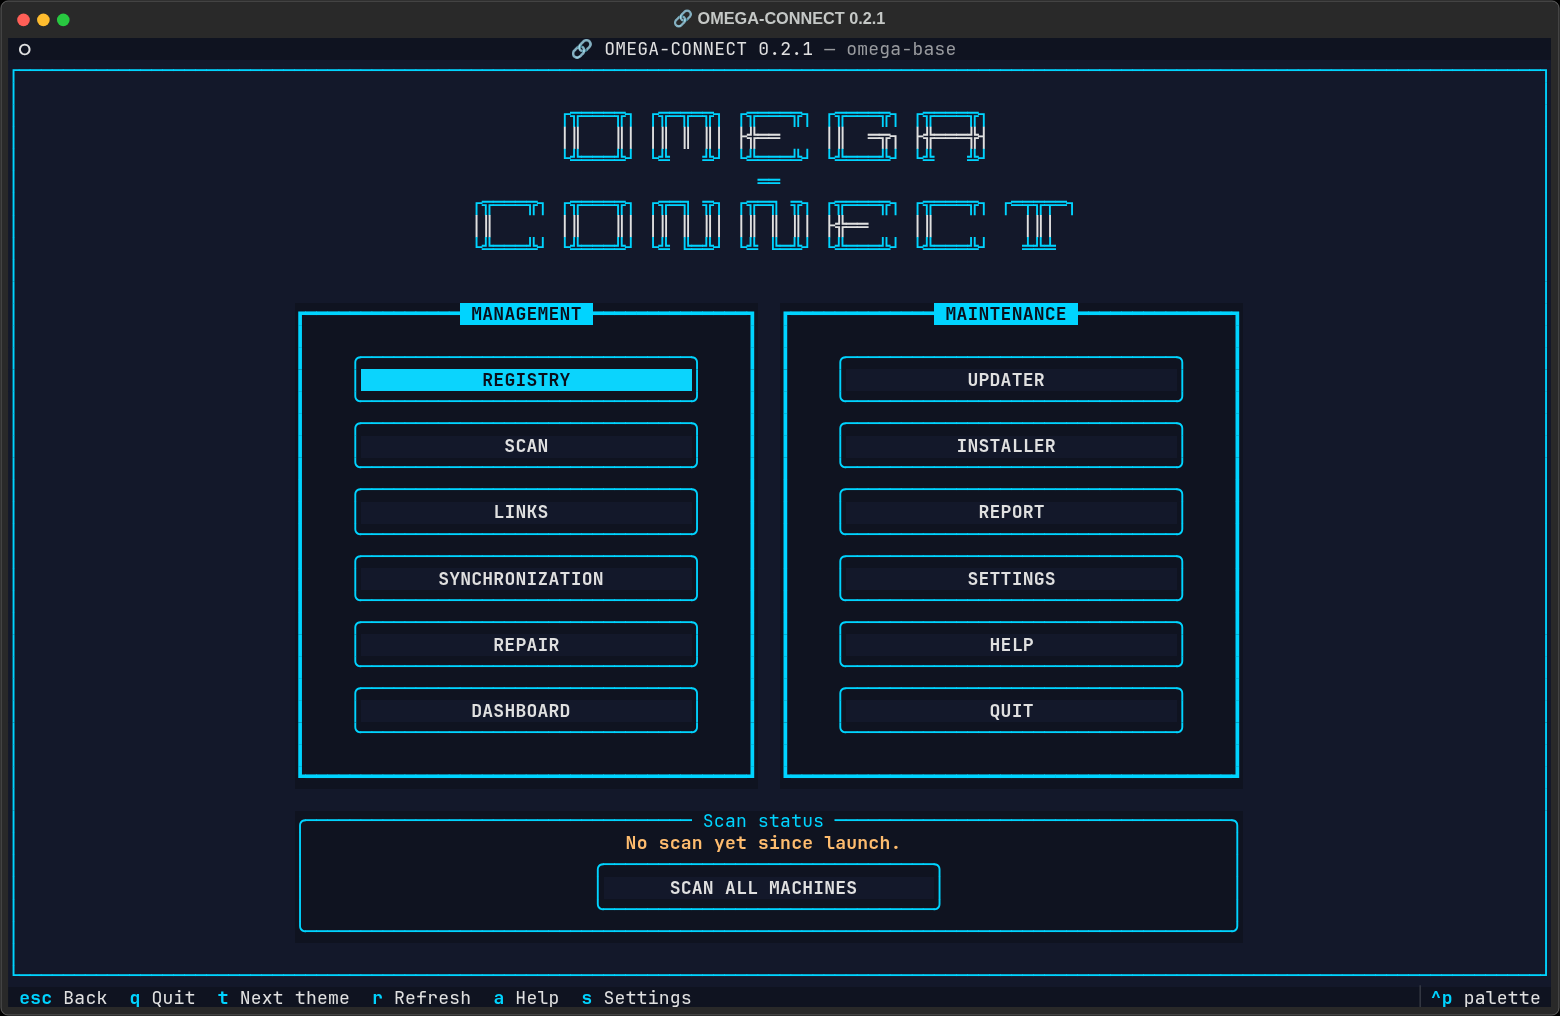 🔗 OMEGA-CONNECT 0.2.1
🔗 OMEGA-CONNECT 0.2.1 — omega-base
OMEGA
-
CONNECT
MANAGEMENT
REGISTRY
SCAN
LINKS
SYNCHRONIZATION
REPAIR
DASHBOARD
MAINTENANCE
UPDATER
INSTALLER
REPORT
SETTINGS
HELP
QUIT
Scan status
No scan yet since launch.
SCAN ALL MACHINES
esc Back q Quit t Next theme r Refresh a Help s Settings ^p palette